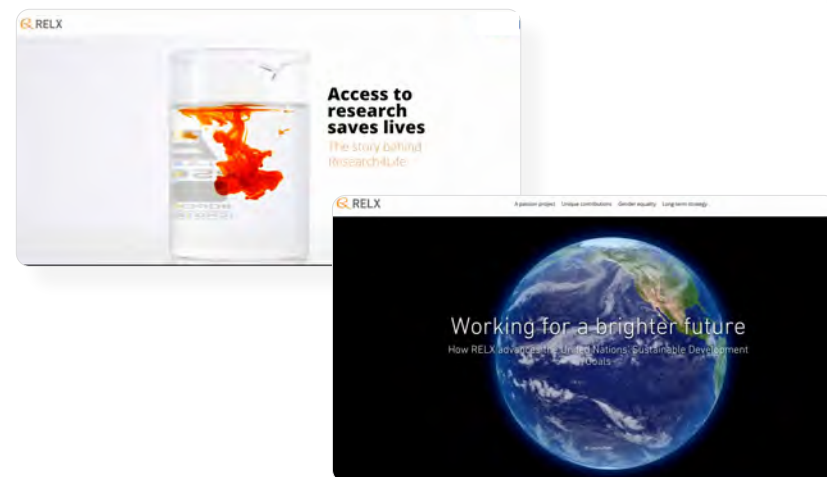 RELX
Access to
research
saves lives
The story behind
Research4Life
RELX
A passion project Unique contributions Gender equality Long-term strategy
Working for a brighter future
How RELX advances the United Nations' Sustainable Development
Goals